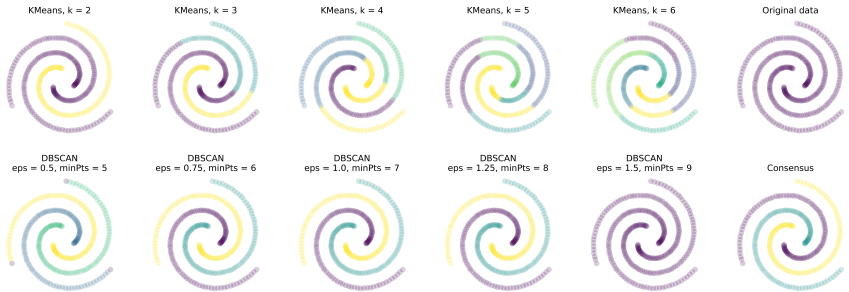 KMeans, k = 2
KMeans, k = 3
KMeans, k = 4
KMeans, k = 5
KMeans, k = 6
Original data
DBSCAN
eps = 0.5, minPts = 5
DBSCAN
eps = 0.75, minPts = 6
DBSCAN
eps = 1.0, minPts = 7
DBSCAN
eps = 1.25, minPts = 8
DBSCAN
eps = 1.5, minPts = 9
Consensus